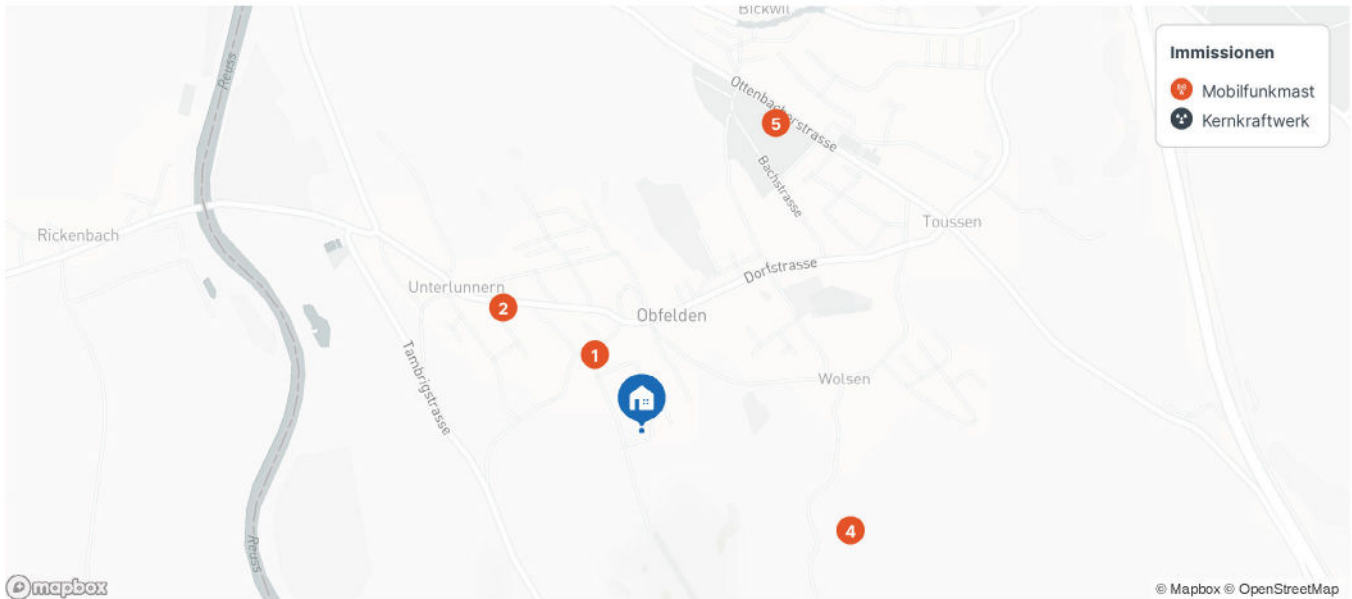 Bickwil
Reuss
Immissionen
Mobilfunkmast
Kernkraftwerk
Ottenbacherstrasse
5
Bachstrasse
Rickenbach
Toussen
Dorfstrasse
Unterlunnern
2
Obfelden
1
Tambrigstrasse
Wolsen
4
Reuss
mapbox
© Mapbox © OpenStreetMap